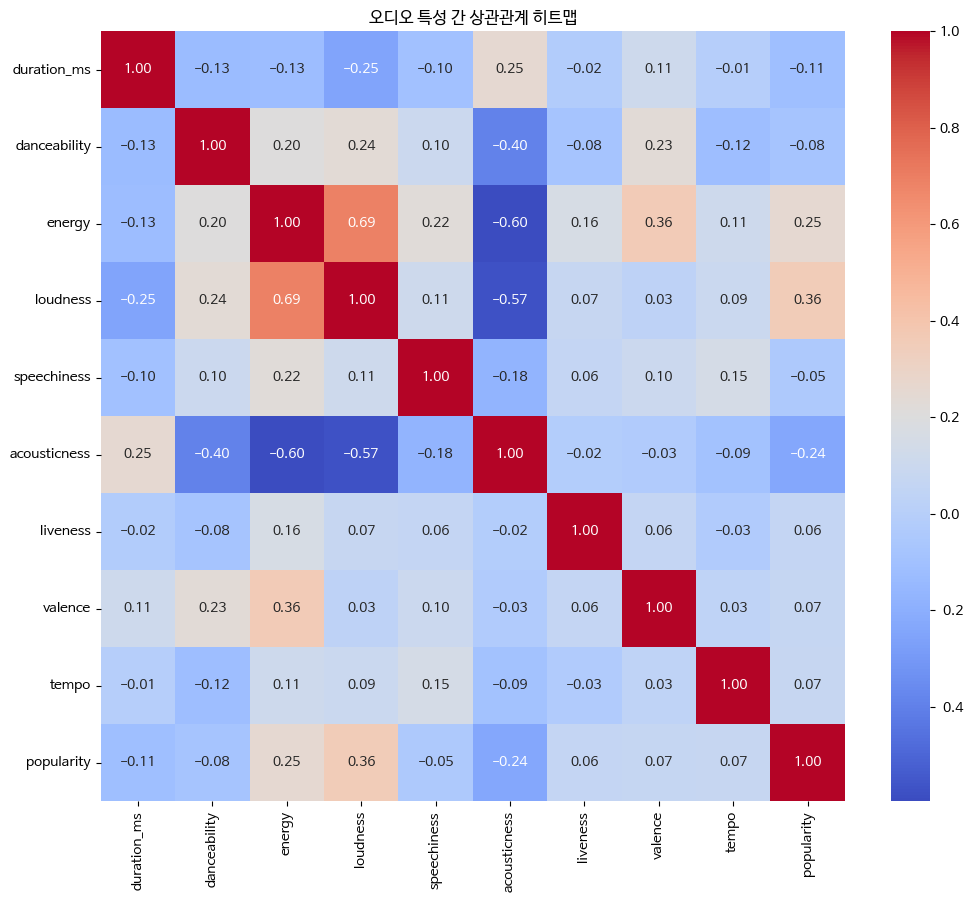 오디오 특성 간 상관관계 히트맵
duration_ms 1.00 −0.13 −0.13 −0.25 −0.10 0.25 −0.02 0.11 −0.01 −0.11
danceability −0.13 1.00 0.20 0.24 0.10 −0.40 −0.08 0.23 −0.12 −0.08
energy −0.13 0.20 1.00 0.69 0.22 −0.60 0.16 0.36 0.11 0.25
loudness −0.25 0.24 0.69 1.00 0.11 −0.57 0.07 0.03 0.09 0.36
speechiness −0.10 0.10 0.22 0.11 1.00 −0.18 0.06 0.10 0.15 −0.05
acousticness 0.25 −0.40 −0.60 −0.57 −0.18 1.00 −0.02 −0.03 −0.09 −0.24
liveness −0.02 −0.08 0.16 0.07 0.06 −0.02 1.00 0.06 −0.03 0.06
valence 0.11 0.23 0.36 0.03 0.10 −0.03 0.06 1.00 0.03 0.07
tempo −0.01 −0.12 0.11 0.09 0.15 −0.09 −0.03 0.03 1.00 0.07
popularity −0.11 −0.08 0.25 0.36 −0.05 −0.24 0.06 0.07 0.07 1.00
duration_ms danceability energy loudness speechiness acousticness liveness valence tempo popularity
1.0
0.8
0.6
0.4
0.2
0.0
0.2
0.4